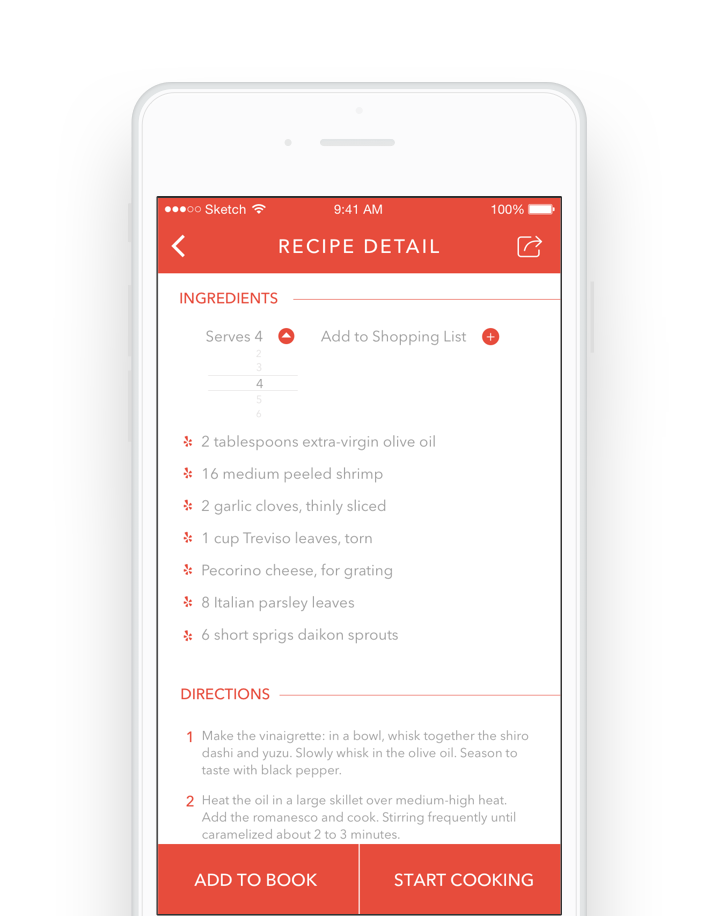 Sketch 9:41 AM 100%
RECIPE DETAIL
INGREDIENTS
Serves 4 Add to Shopping List
2
3
4
5
6
2 tablespoons extra-virgin olive oil
16 medium peeled shrimp
2 garlic cloves, thinly sliced
1 cup Treviso leaves, torn
Pecorino cheese, for grating
8 Italian parsley leaves
6 short sprigs daikon sprouts
DIRECTIONS
1 Make the vinaigrette: in a bowl, whisk together the shiro
dashi and yuzu. Slowly whisk in the olive oil. Season to
taste with black pepper.
2 Heat the oil in a large skillet over medium-high heat.
Add the romanesco and cook. Stirring frequently until
caramelized about 2 to 3 minutes.
ADD TO BOOK START COOKING